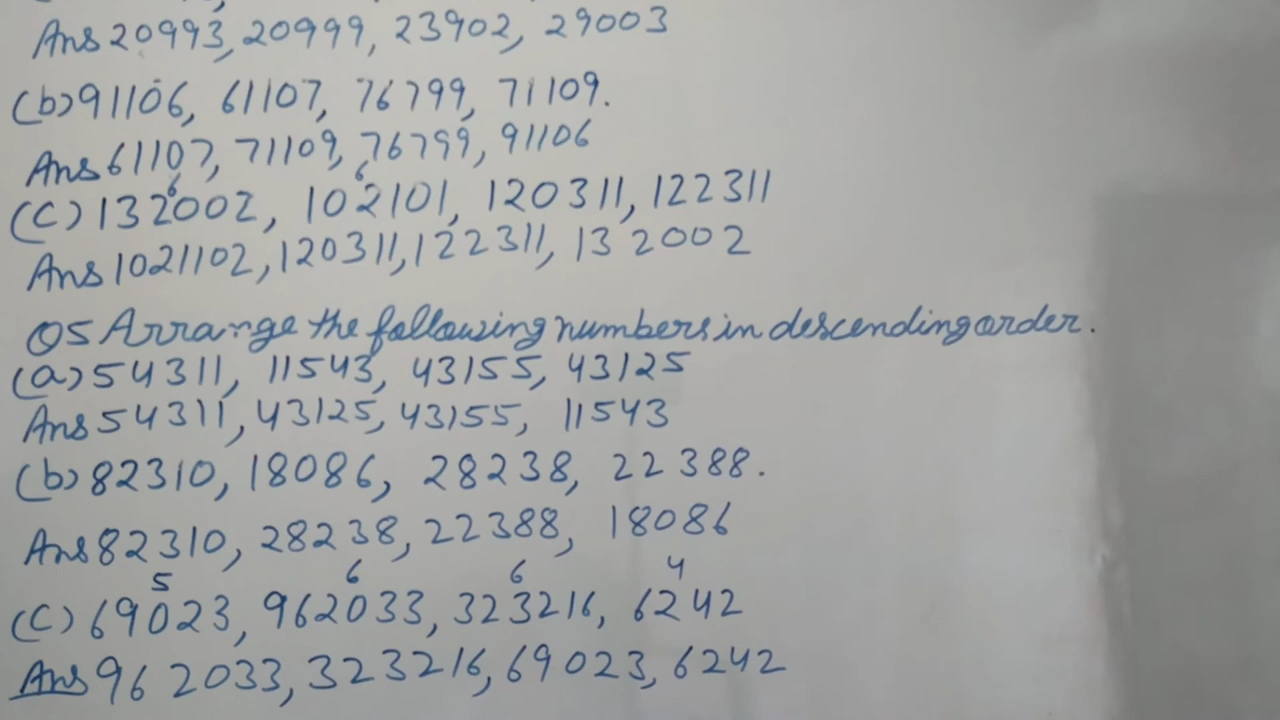 Ans 20993, 20999, 23902, 29003
(b) 91106, 61107, 76799, 71109.
Ans 61107, 71109, 76799, 91106
6 6
(C) 132002, 102101, 120311, 122311
Ans 1021102, 120311, 122311, 132002
Q5 Arrange the following numbers in descending order.
(a) 54311, 11543, 43155, 43125
Ans 54311, 43125, 43155, 11543
(b) 82310, 18086, 28238, 22388.
Ans 82310, 28238, 22388, 18086
5 6 6 4
(C) 69023, 962033, 323216, 6242
Ans 962033, 323216, 69023, 6242